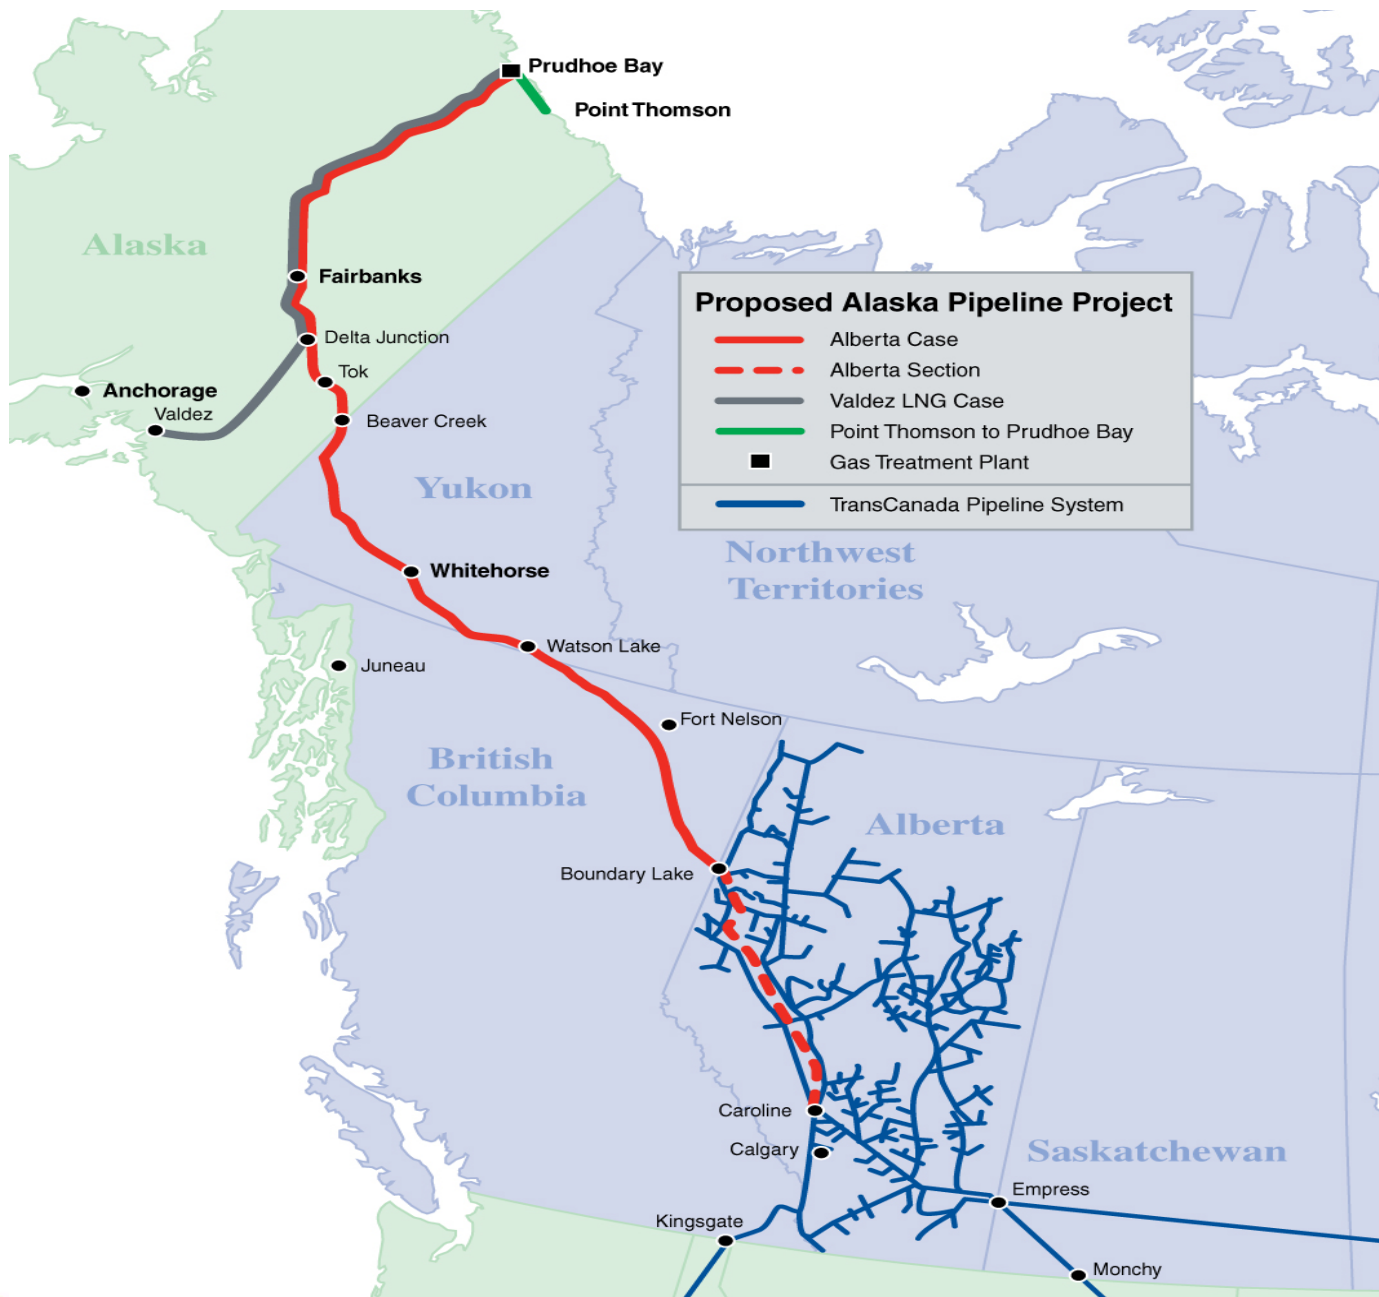 Prudhoe Bay
Point Thomson
Alaska
Fairbanks
Proposed Alaska Pipeline Project
Alberta Case
Alberta Section
Valdez LNG Case
Point Thomson to Prudhoe Bay
Gas Treatment Plant
TransCanada Pipeline System
Delta Junction
Tok
Anchorage
Valdez
Beaver Creek
Yukon
Northwest
Territories
Whitehorse
Watson Lake
Juneau
Fort Nelson
British
Columbia
Alberta
Boundary Lake
Caroline
Calgary
Saskatchewan
Empress
Kingsgate
Monchy